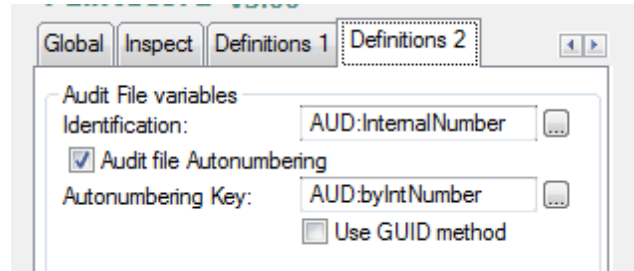 Global Inspect Definitions 1 Definitions 2
Audit File variables
Identification: AUD:InternalNumber ...
Audit file Autonumbering
Autonumbering Key: AUD:byIntNumber ...
Use GUID method